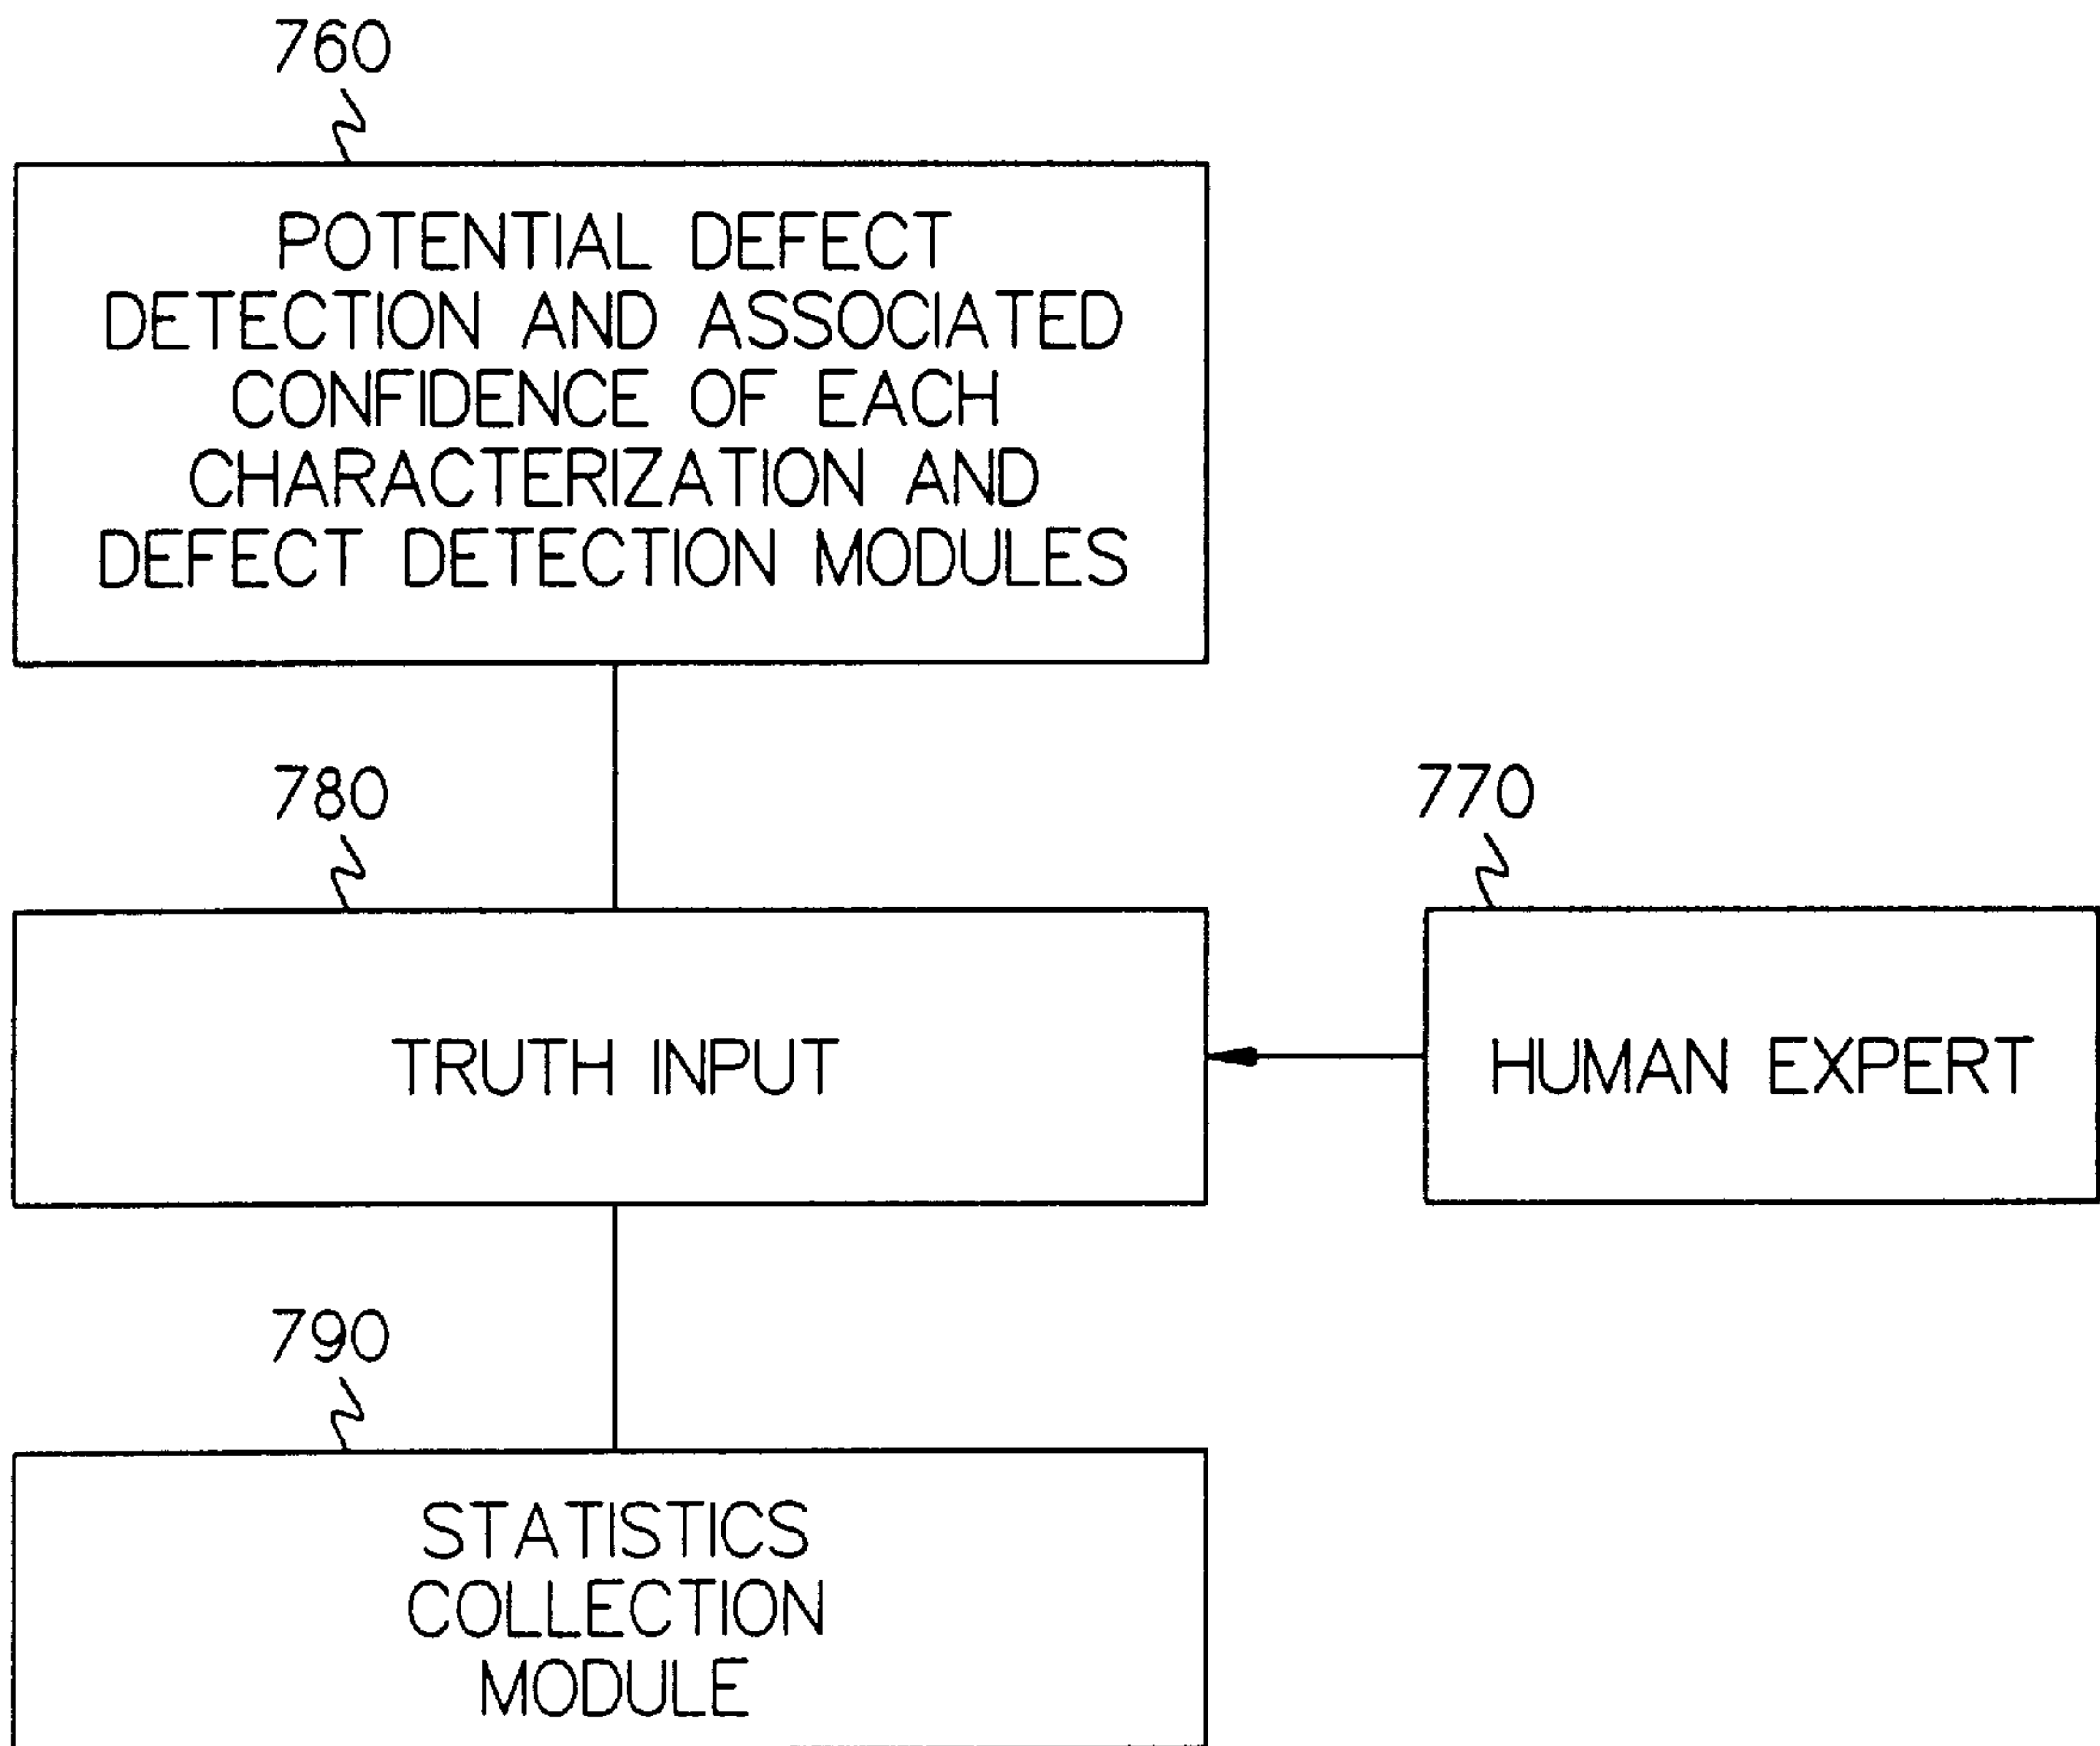 760
POTENTIAL DEFECT
DETECTION AND ASSOCIATED
CONFIDENCE OF EACH
CHARACTERIZATION AND
DEFECT DETECTION MODULES
780
770
TRUTH INPUT
HUMAN EXPERT
790
STATISTICS
COLLECTION
MODULE